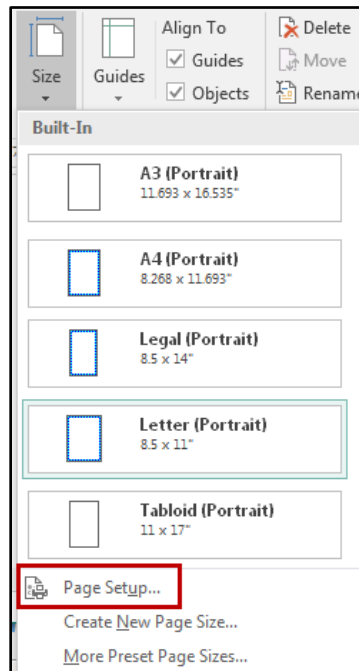 Align To
Delete
Size
Guides
Guides
Move
Objects
Rename
Built-In
A3 (Portrait)
11.693 x 16.535"
A4 (Portrait)
8.268 x 11.693"
Legal (Portrait)
8.5 x 14"
Letter (Portrait)
8.5 x 11"
Tabloid (Portrait)
11 x 17"
Page Setup...
Create New Page Size...
More Preset Page Sizes...